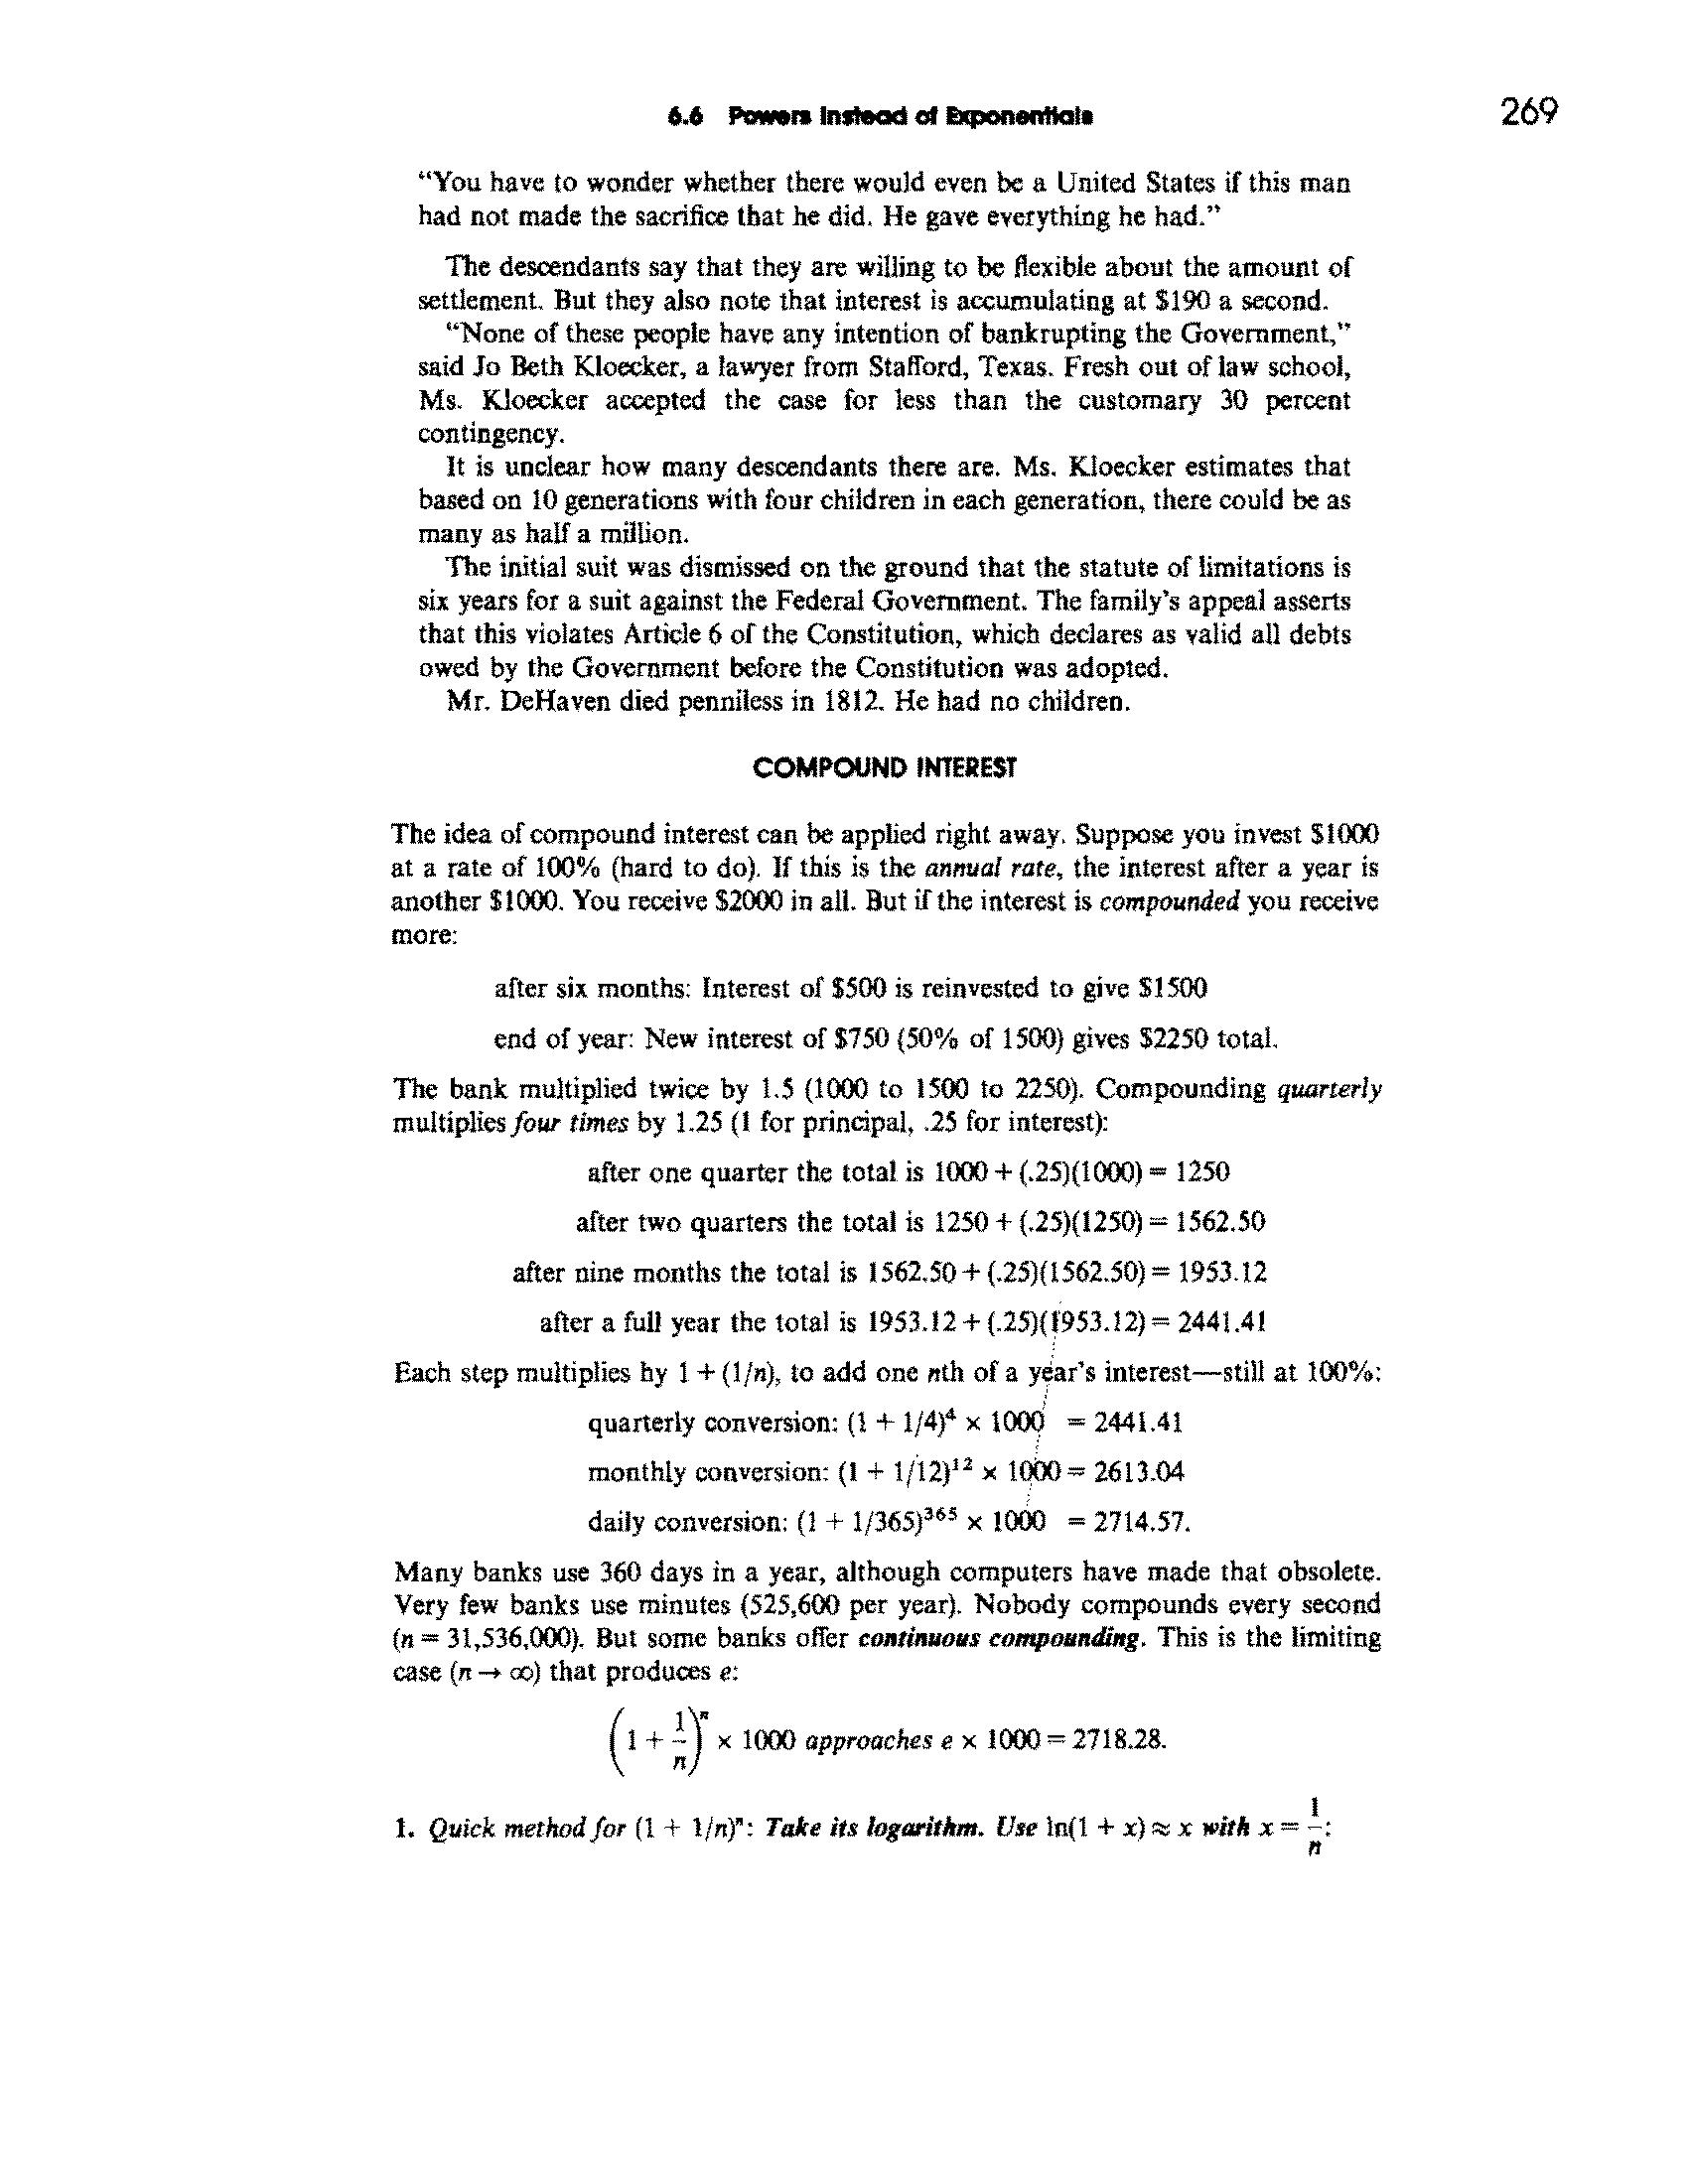 6.6 Powers Instead of Exponentials 269
“You have to wonder whether there would even be a United States if this man
had not made the sacrifice that he did. He gave everything he had.”
The descendants say that they are willing to be flexible about the amount of
settlement. But they also note that interest is accumulating at $190 a second.
“None of these people have any intention of bankrupting the Government,”
said Jo Beth Kloecker, a lawyer from Stafford, Texas. Fresh out of law school,
Ms. Kloecker accepted the case for less than the customary 30 percent
contingency.
It is unclear how many descendants there are. Ms. Kloecker estimates that
based on 10 generations with four children in each generation, there could be as
many as half a million.
The initial suit was dismissed on the ground that the statute of limitations is
six years for a suit against the Federal Government. The family’s appeal asserts
that this violates Article 6 of the Constitution, which declares as valid all debts
owed by the Government before the Constitution was adopted.
Mr. DeHaven died penniless in 1812. He had no children.
COMPOUND INTEREST
The idea of compound interest can be applied right away. Suppose you invest $1000
at a rate of 100% (hard to do). If this is the annual rate, the interest after a year is
another $1000. You receive $2000 in all. But if the interest is compounded you receive
more:
after six months: Interest of $500 is reinvested to give $1500
end of year: New interest of $750 (50% of 1500) gives $2250 total.
The bank multiplied twice by 1.5 (1000 to 1500 to 2250). Compounding quarterly
multiplies four times by 1.25 (1 for principal, .25 for interest):
after one quarter the total is 1000 + (.25)(1000) = 1250
after two quarters the total is 1250 + (.25)(1250) = 1562.50
after nine months the total is 1562.50 + (.25)(1562.50) = 1953.12
after a full year the total is 1953.12 + (.25)(1953.12) = 2441.41
Each step multiplies by 1 + (1/n), to add one nth of a year’s interest—still at 100%:
quarterly conversion: (1 + 1/4)⁴ × 1000 = 2441.41
monthly conversion: (1 + 1/12)¹² × 1000 = 2613.04
daily conversion: (1 + 1/365)³⁶⁵ × 1000 = 2714.57.
Many banks use 360 days in a year, although computers have made that obsolete.
Very few banks use minutes (525,600 per year). Nobody compounds every second
(n = 31,536,000). But some banks offer continuous compounding. This is the limiting
case (n → ∞) that produces e:
(1 + 1/n)ⁿ × 1000 approaches e × 1000 = 2718.28.
1. Quick method for (1 + 1/n)ⁿ: Take its logarithm. Use ln(1 + x) ≈ x with x = 1/n: